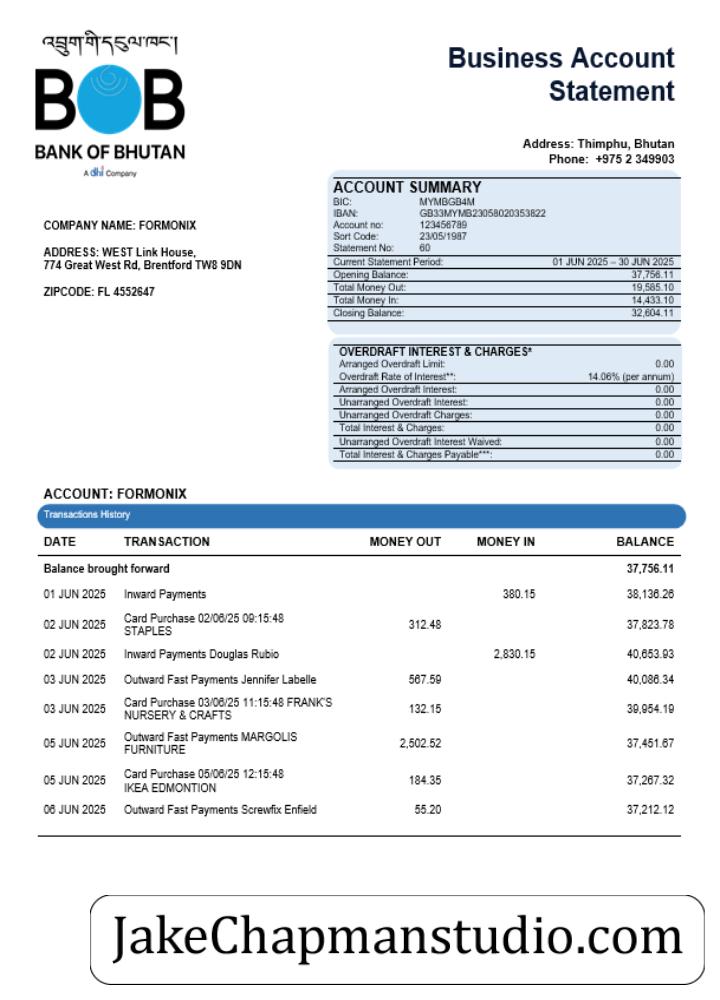 འབྲུག་གི་དངུལ་ཁང་།
BOB
BANK OF BHUTAN
A dhi Company
Business Account
Statement
Address: Thimphu, Bhutan
Phone: +975 2 349903
COMPANY NAME: FORMONIX
ADDRESS: WEST Link House,
774 Great West Rd, Brentford TW8 9DN
ZIPCODE: FL 4552647
ACCOUNT SUMMARY
BIC: MYMBGB4M
IBAN: GB33MYMB23058020353822
Account no: 123456789
Sort Code: 23/05/1987
Statement No: 60
Current Statement Period: 01 JUN 2025 – 30 JUN 2025
Opening Balance: 37,756.11
Total Money Out: 19,585.10
Total Money In: 14,433.10
Closing Balance: 32,604.11
OVERDRAFT INTEREST & CHARGES*
Arranged Overdraft Limit: 0.00
Overdraft Rate of Interest**: 14.06% (per annum)
Arranged Overdraft Interest: 0.00
Unarranged Overdraft Interest: 0.00
Unarranged Overdraft Charges: 0.00
Total Interest & Charges: 0.00
Unarranged Overdraft Interest Waived: 0.00
Total Interest & Charges Payable***: 0.00
ACCOUNT: FORMONIX
Transactions History
DATE TRANSACTION MONEY OUT MONEY IN BALANCE
Balance brought forward 37,756.11
01 JUN 2025 Inward Payments 380.15 38,136.26
02 JUN 2025 Card Purchase 02/06/25 09:15:48 312.48 37,823.78
STAPLES
02 JUN 2025 Inward Payments Douglas Rubio 2,830.15 40,653.93
03 JUN 2025 Outward Fast Payments Jennifer Labelle 567.59 40,086.34
03 JUN 2025 Card Purchase 03/06/25 11:15:48 FRANK'S 132.15 39,954.19
NURSERY & CRAFTS
05 JUN 2025 Outward Fast Payments MARGOLIS 2,502.52 37,451.67
FURNITURE
05 JUN 2025 Card Purchase 05/06/25 12:15:48 184.35 37,267.32
IKEA EDMONTION
06 JUN 2025 Outward Fast Payments Screwfix Enfield 55.20 37,212.12
JakeChapmanstudio.com